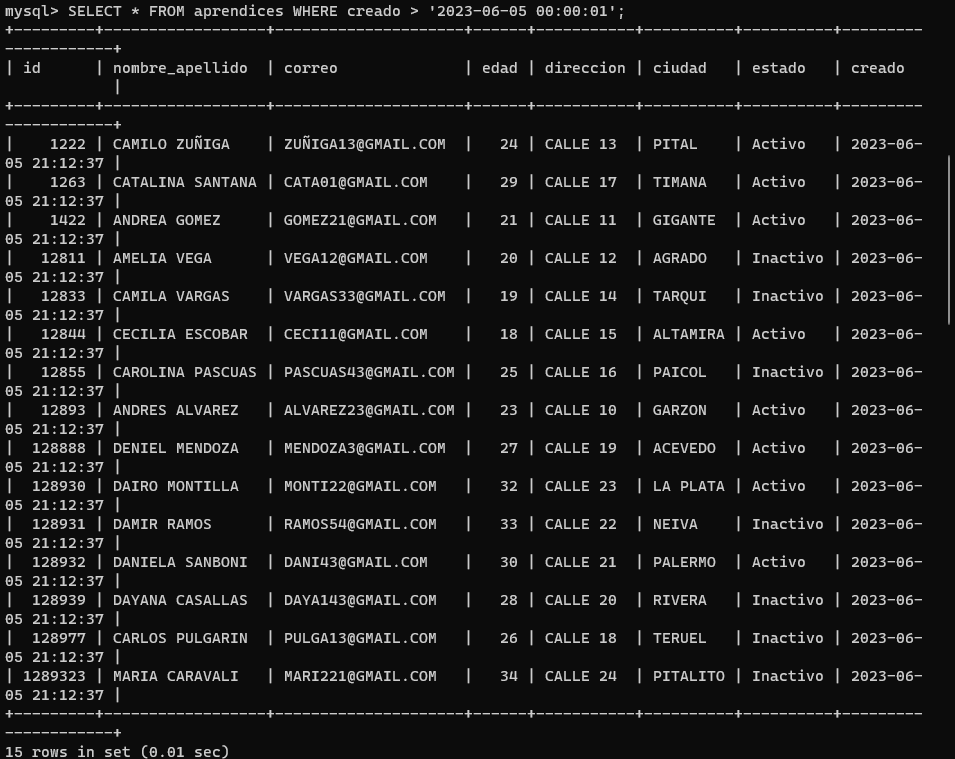 mysql> SELECT * FROM aprendices WHERE creado > '2023-06-05 00:00:01';
+---------+------------------+---------------------+------+-----------+----------+----------+---------
------------+
| id      | nombre_apellido  | correo              | edad | direccion | ciudad   | estado   | creado
            |
+---------+------------------+---------------------+------+-----------+----------+----------+---------
------------+
|    1222 | CAMILO ZUÑIGA    | ZUÑIGA13@GMAIL.COM  |   24 | CALLE 13  | PITAL    | Activo   | 2023-06-
05 21:12:37 |
|    1263 | CATALINA SANTANA | CATA01@GMAIL.COM    |   29 | CALLE 17  | TIMANA   | Activo   | 2023-06-
05 21:12:37 |
|    1422 | ANDREA GOMEZ     | GOMEZ21@GMAIL.COM   |   21 | CALLE 11  | GIGANTE  | Activo   | 2023-06-
05 21:12:37 |
|   12811 | AMELIA VEGA      | VEGA12@GMAIL.COM    |   20 | CALLE 12  | AGRADO   | Inactivo | 2023-06-
05 21:12:37 |
|   12833 | CAMILA VARGAS    | VARGAS33@GMAIL.COM  |   19 | CALLE 14  | TARQUI   | Inactivo | 2023-06-
05 21:12:37 |
|   12844 | CECILIA ESCOBAR  | CECI11@GMAIL.COM    |   18 | CALLE 15  | ALTAMIRA | Activo   | 2023-06-
05 21:12:37 |
|   12855 | CAROLINA PASCUAS | PASCUAS43@GMAIL.COM |   25 | CALLE 16  | PAICOL   | Inactivo | 2023-06-
05 21:12:37 |
|   12893 | ANDRES ALVAREZ   | ALVAREZ23@GMAIL.COM |   23 | CALLE 10  | GARZON   | Activo   | 2023-06-
05 21:12:37 |
|  128888 | DENIEL MENDOZA   | MENDOZA3@GMAIL.COM  |   27 | CALLE 19  | ACEVEDO  | Activo   | 2023-06-
05 21:12:37 |
|  128930 | DAIRO MONTILLA   | MONTI22@GMAIL.COM   |   32 | CALLE 23  | LA PLATA | Activo   | 2023-06-
05 21:12:37 |
|  128931 | DAMIR RAMOS      | RAMOS54@GMAIL.COM   |   33 | CALLE 22  | NEIVA    | Inactivo | 2023-06-
05 21:12:37 |
|  128932 | DANIELA SANBONI  | DANI43@GMAIL.COM    |   30 | CALLE 21  | PALERMO  | Activo   | 2023-06-
05 21:12:37 |
|  128939 | DAYANA CASALLAS  | DAYA143@GMAIL.COM   |   28 | CALLE 20  | RIVERA   | Inactivo | 2023-06-
05 21:12:37 |
|  128977 | CARLOS PULGARIN  | PULGA13@GMAIL.COM   |   26 | CALLE 18  | TERUEL   | Inactivo | 2023-06-
05 21:12:37 |
| 1289323 | MARIA CARAVALI   | MARI221@GMAIL.COM   |   34 | CALLE 24  | PITALITO | Inactivo | 2023-06-
05 21:12:37 |
+---------+------------------+---------------------+------+-----------+----------+----------+---------
------------+
15 rows in set (0.01 sec)